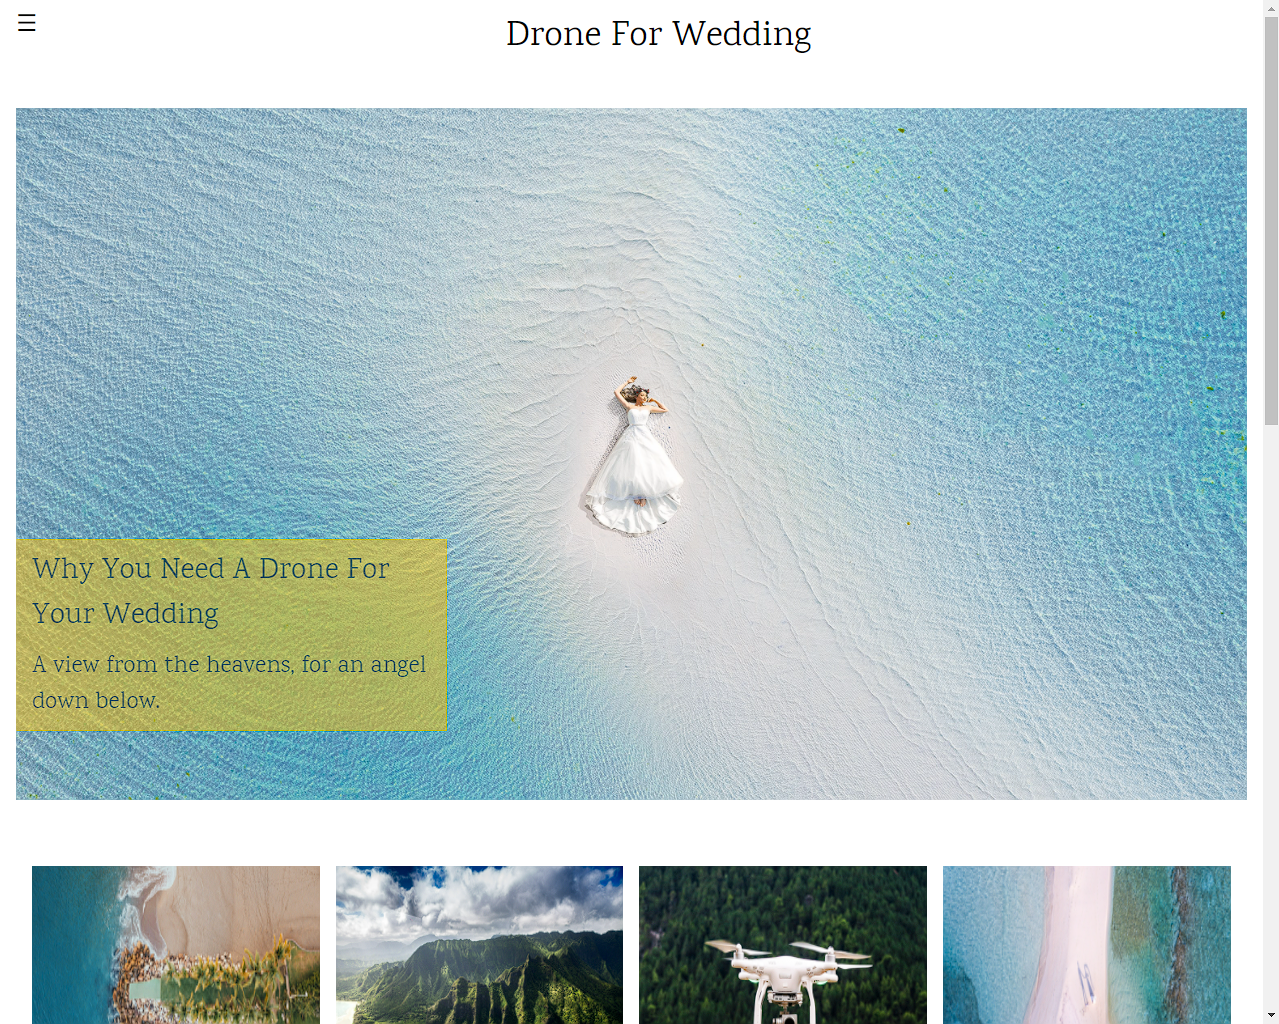 ☰
Drone For Wedding
Why You Need A Drone For
Your Wedding
A view from the heavens, for an angel
down below.